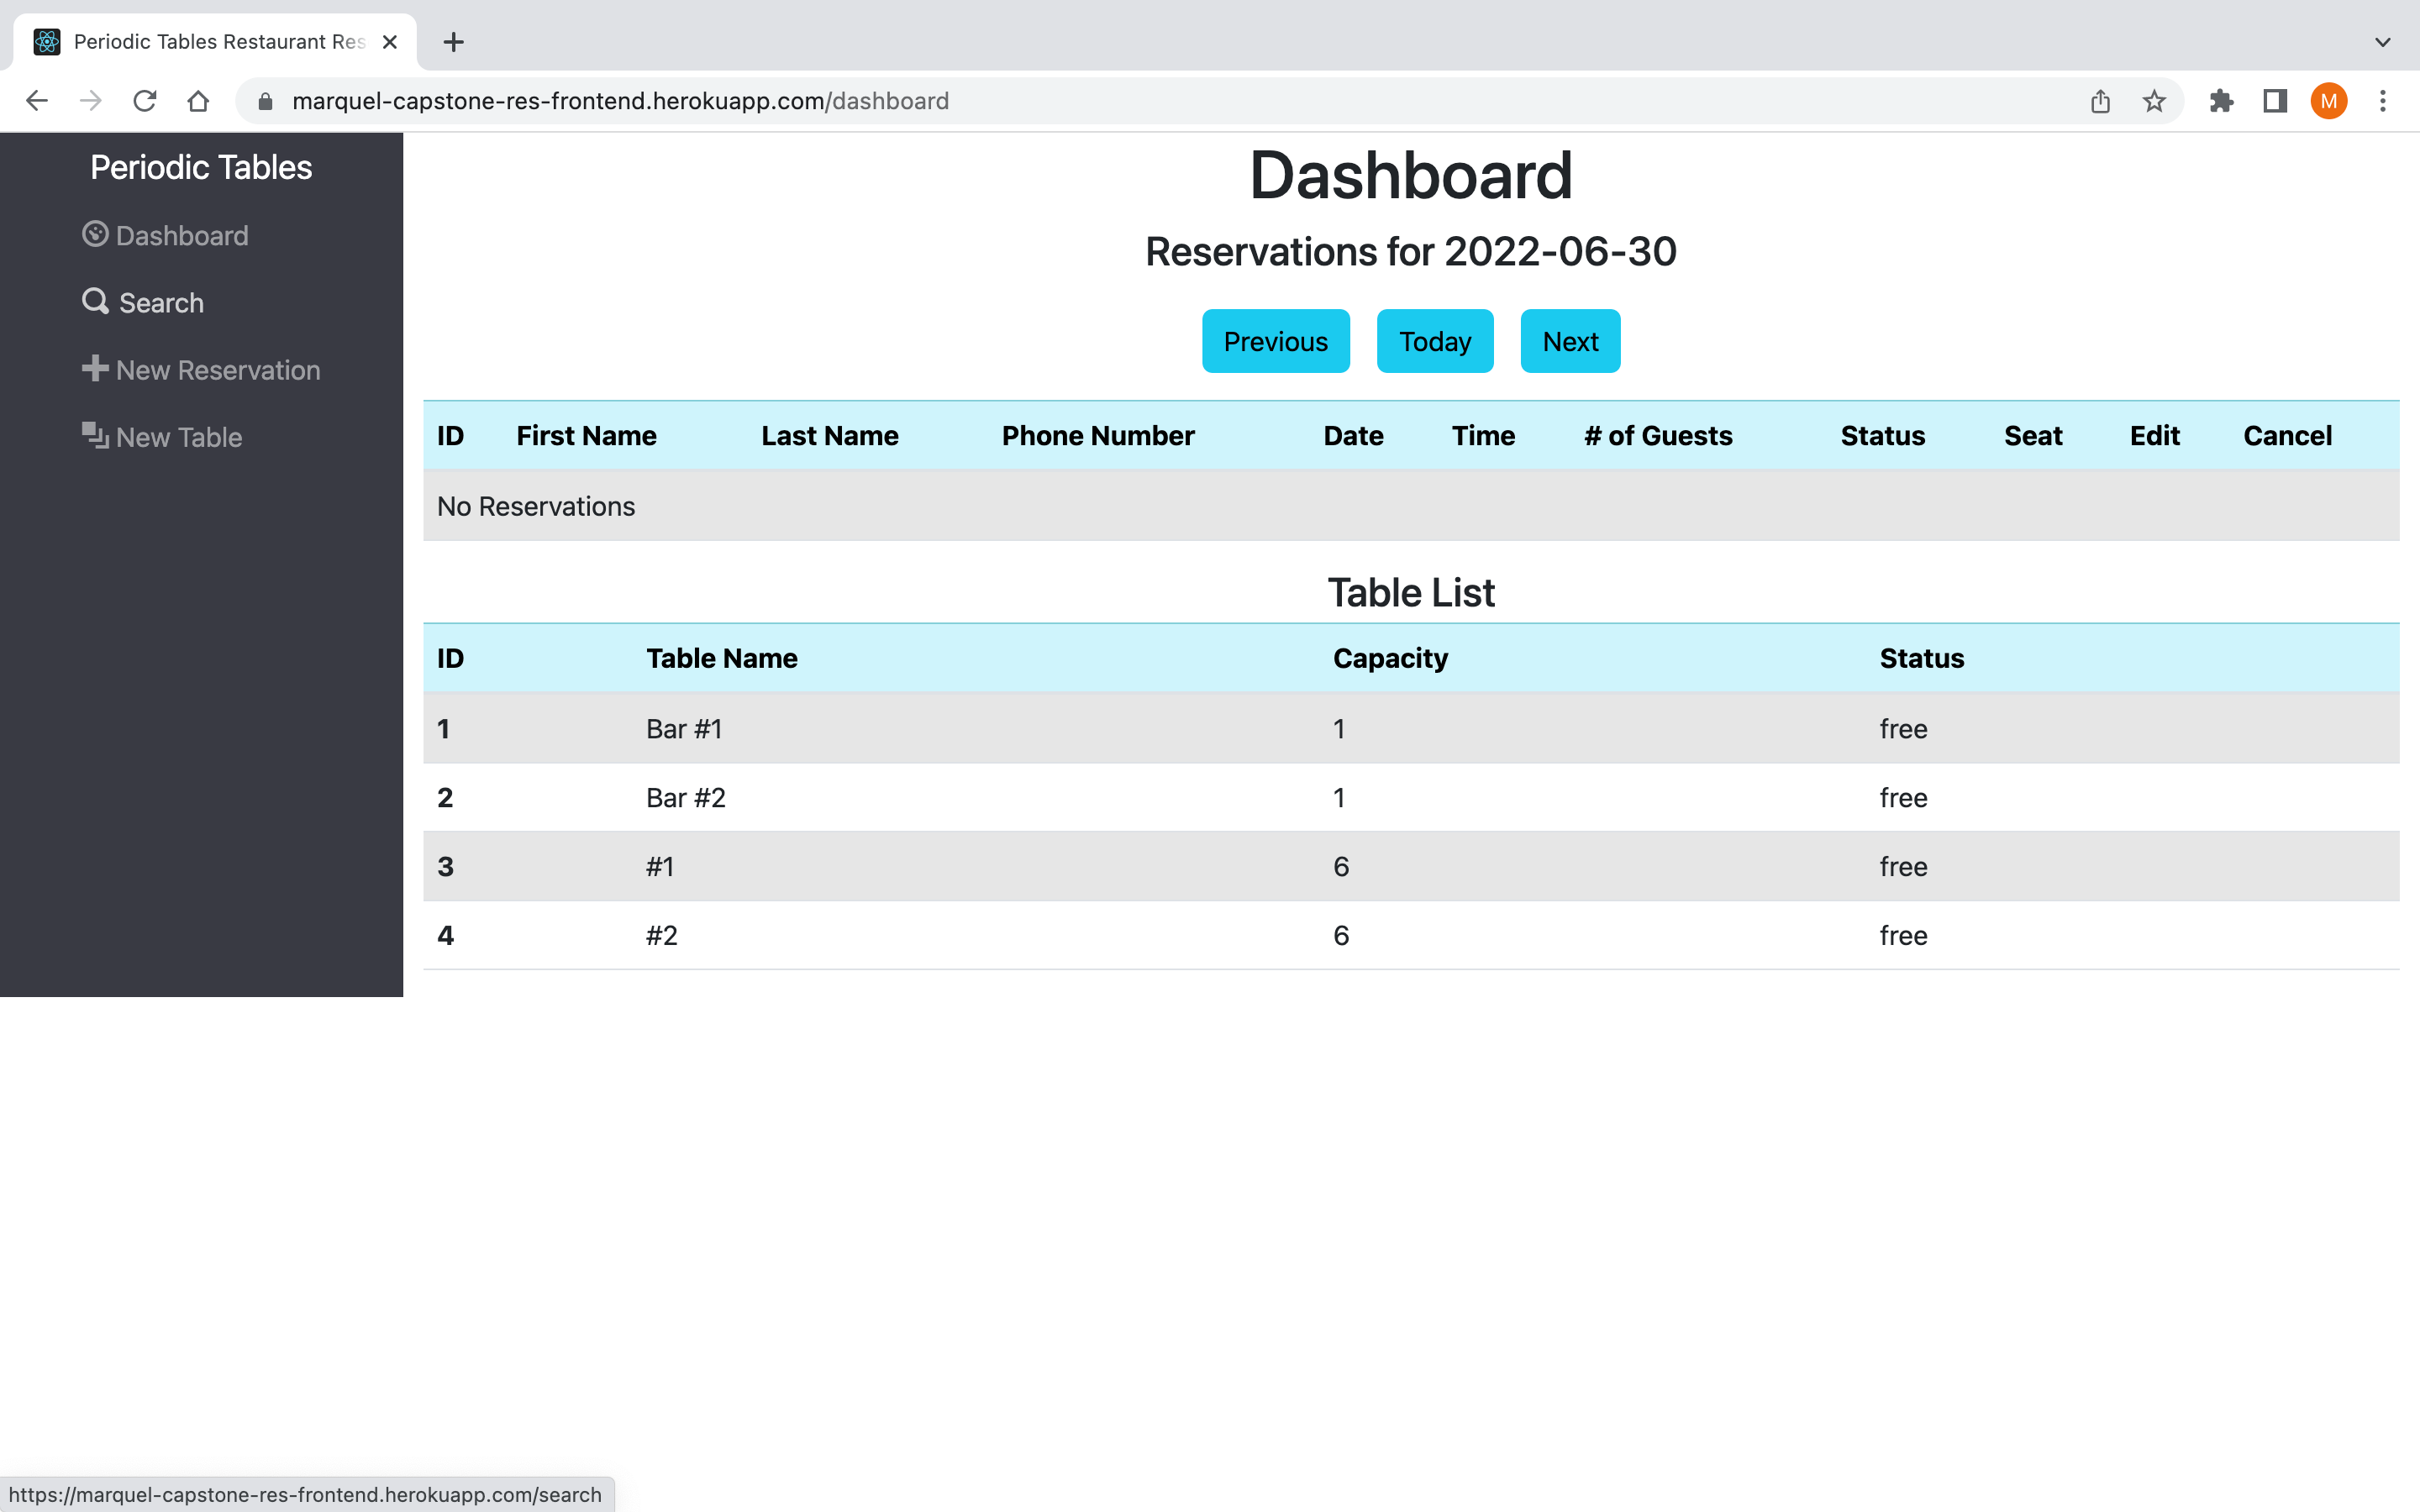 Periodic Tables Restaurant Res
marquel-capstone-res-frontend.herokuapp.com/dashboard
M
Periodic Tables
Dashboard
Search
New Reservation
New Table
Dashboard
Reservations for 2022-06-30
Previous Today Next
ID First Name Last Name Phone Number Date Time # of Guests Status Seat Edit Cancel
No Reservations
Table List
ID Table Name Capacity Status
1 Bar #1 1 free
2 Bar #2 1 free
3 #1 6 free
4 #2 6 free
https://marquel-capstone-res-frontend.herokuapp.com/search